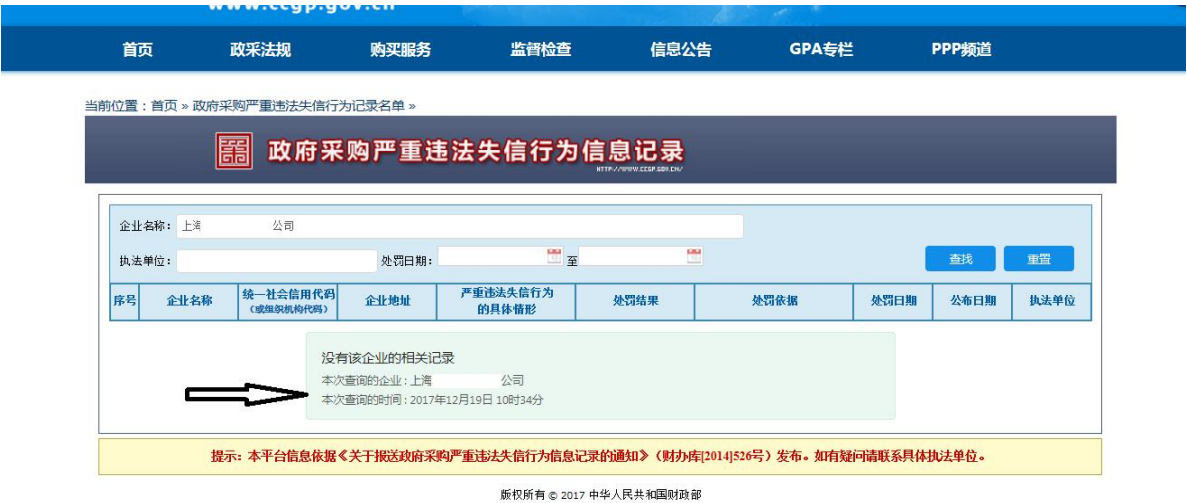 www.ccgp.gov.cn
首页 政采法规 购买服务 监督检查 信息公告 GPA专栏 PPP频道
当前位置：首页 » 政府采购严重违法失信行为记录名单 »
政府采购严重违法失信行为信息记录
HTTP://WWW.CCGP.GOV.CN/
企业名称： 上海 公司
执法单位： 处罚日期： 至 查找 重置
序号 企业名称 统一社会信用代码 （或组织机构代码） 企业地址 严重违法失信行为 的具体情形 处罚结果 处罚依据 处罚日期 公布日期 执法单位
没有该企业的相关记录
本次查询的企业：上海 公司
本次查询的时间：2017年12月19日 10时34分
提示：本平台信息依据《关于报送政府采购严重违法失信行为信息记录的通知》（财办库[2014]526号）发布。如有疑问请联系具体执法单位。
版权所有 © 2017 中华人民共和国财政部